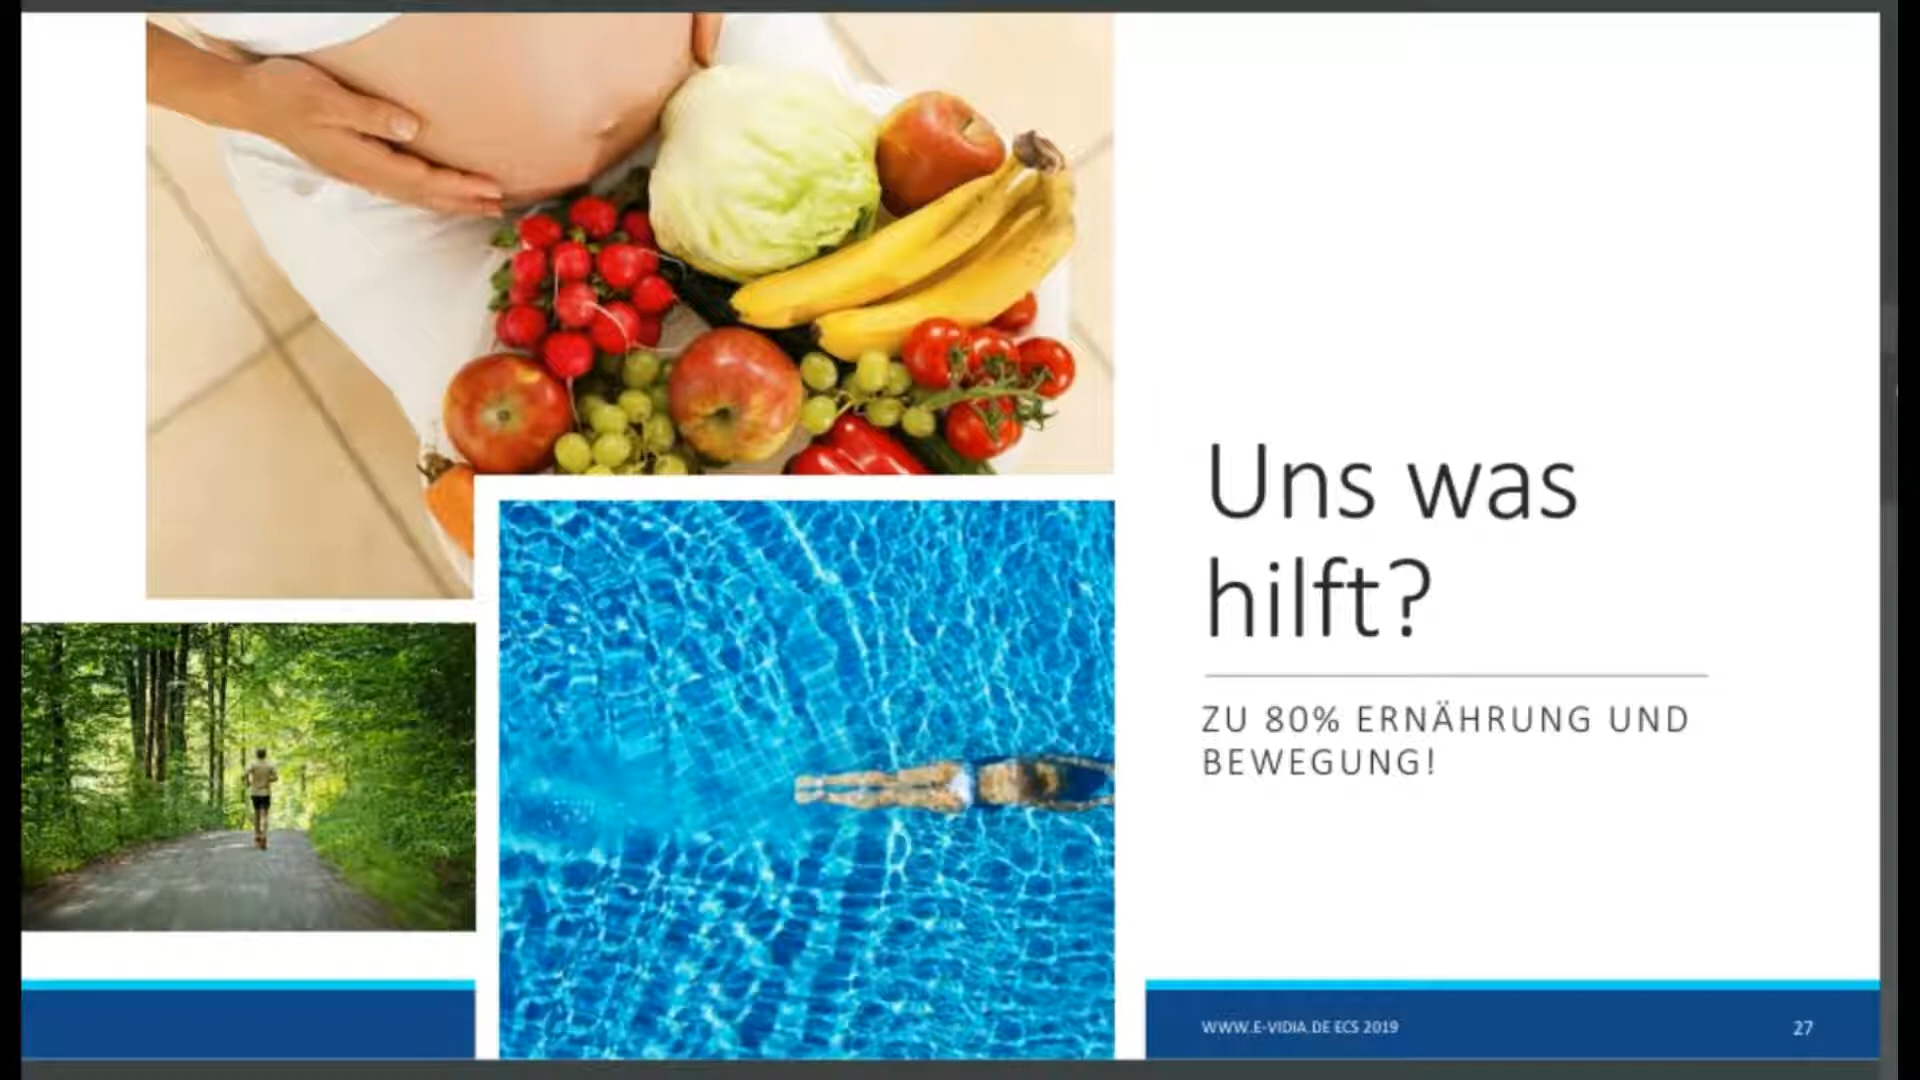 Uns was
hilft?
ZU 80% ERNÄHRUNG UND
BEWEGUNG!
WWW.E-VIDIA.DE ECS 2019
27